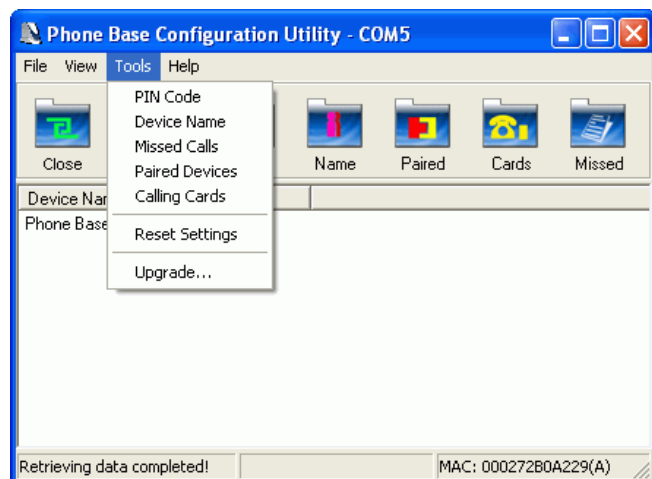 Phone Base Configuration Utility - COM5
File View Tools Help
PIN Code
Device Name
Missed Calls
Paired Devices
Calling Cards
Reset Settings
Upgrade...
Close Name Paired Cards Missed
Device Nar
Phone Base
Retrieving data completed! MAC: 000272B0A229(A)